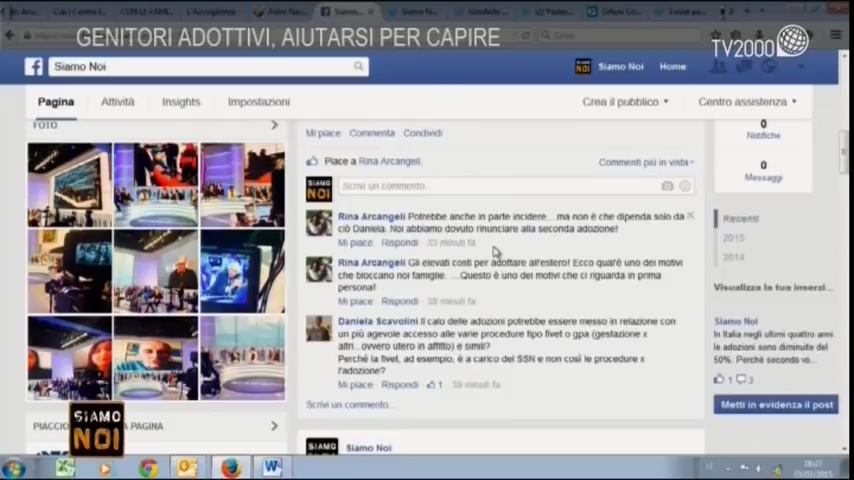 GENITORI ADOTTIVI, AIUTARSI PER CAPIRE
TV2000
Siamo Noi
Siamo Noi Home
Pagina Attività Insights Impostazioni Crea il pubblico Centro assistenza
FOTO
Mi piace Commenta Condividi
Piace a Rina Arcangeli.
Commenti più in vista
SIAMO NOI
Scrivi un commento...
Rina Arcangeli Potrebbe anche in parte incidere... ma non è che dipenda solo da
ciò Daniela. Noi abbiamo dovuto rinunciare alla seconda adozione!
Mi piace Rispondi 33 minuti fa
Rina Arcangeli Gli elevati costi per adottare all'estero! Ecco qual'è uno dei motivi
che bloccano noi famiglie. ....Questo è uno dei motivi che ci riguarda in prima
persona!
Mi piace Rispondi 38 minuti fa
Daniela Scavolini Il calo delle adozioni potrebbe essere messo in relazione con
un più agevole accesso alle varie procedure tipo fivet o gpa (gestazione x
altri... ovvero utero in affitto) e simili?
Perché la fivet, ad esempio, è a carico del SSN e non così le procedure x
l'adozione?
Mi piace Rispondi 1 39 minuti fa
Scrivi un commento...
SIAMO
Siamo Noi
0
Notifiche
0
Messaggi
Recenti
2015
2014
Visualizza la tua inserzi...
Siamo Noi
In Italia negli ultimi quattro anni
le adozioni sono diminuite del
50%. Perché secondo vo...
1 3
Metti in evidenza il post
SIAMO
NOI
A PAGINA